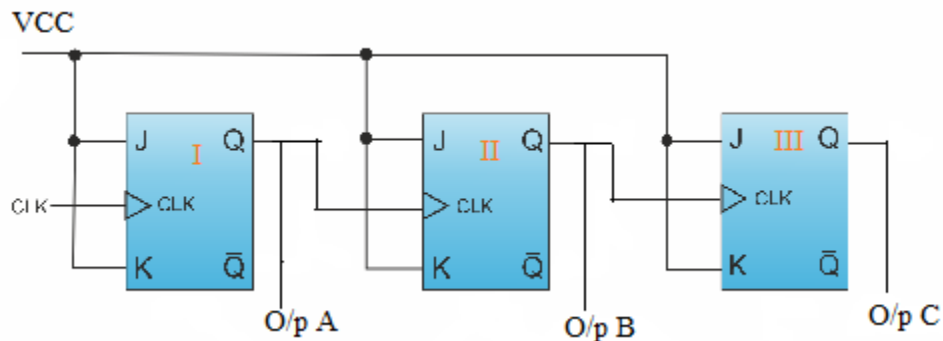 VCC
J I Q
J II Q
J III Q
CLK CLK
CLK
CLK
K Q̅
K Q̅
K Q̅
O/p A
O/p B
O/p C